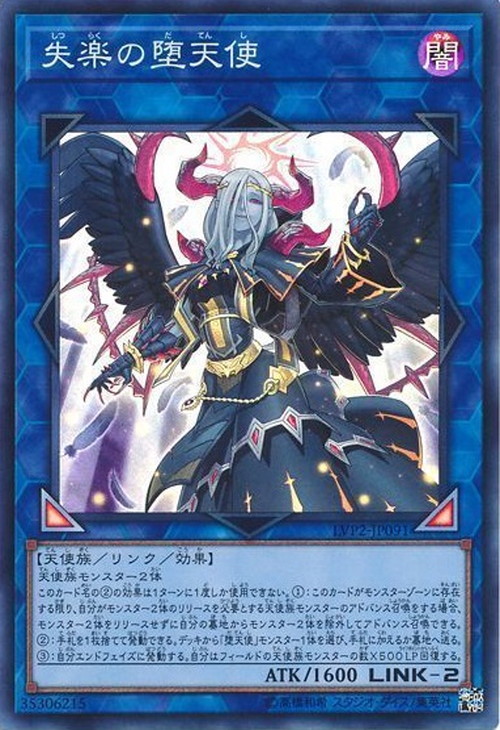 失楽の堕天使
闇
LVP2-JP091
【天使族／リンク／効果】
天使族モンスター２体
このカード名の②の効果は１ターンに１度しか使用できない。①：このカードがモンスターゾーンに存在
する限り、自分がモンスター２体のリリースを必要とする天使族モンスターのアドバンス召喚をする場合、
モンスター２体をリリースせずに自分の墓地からモンスター２体を除外してアドバンス召喚できる。
②：手札を１枚捨てて発動できる。デッキから「堕天使」モンスター１体を選び、手札に加えるか墓地へ送る。
③：自分エンドフェイズに発動する。自分はフィールドの天使族モンスターの数×５００LP回復する。
ATK/1600 LINK-2
35306215 ©高橋和希 スタジオ・ダイス/集英社